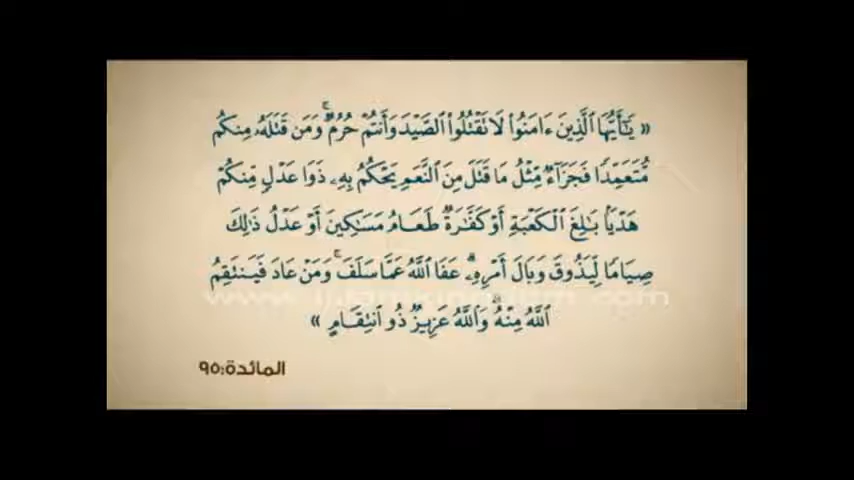 « يَٰٓأَيُّهَا ٱلَّذِينَ ءَامَنُوا۟ لَا تَقْتُلُوا۟ ٱلصَّيْدَ وَأَنتُمْ حُرُمٌ ۚ وَمَن قَتَلَهُۥ مِنكُم
مُّتَعَمِّدًا فَجَزَآءٌ مِّثْلُ مَا قَتَلَ مِنَ ٱلنَّعَمِ يَحْكُمُ بِهِۦ ذَوَا عَدْلٍ مِّنكُمْ
هَدْيًۢا بَٰلِغَ ٱلْكَعْبَةِ أَوْ كَفَّٰرَةٌ طَعَامُ مَسَٰكِينَ أَوْ عَدْلُ ذَٰلِكَ
صِيَامًا لِّيَذُوقَ وَبَالَ أَمْرِهِۦ ۗ عَفَا ٱللَّهُ عَمَّا سَلَفَ ۚ وَمَنْ عَادَ فَيَنتَقِمُ
ٱللَّهُ مِنْهُ ۗ وَٱللَّهُ عَزِيزٌ ذُو ٱنتِقَامٍ »
المائدة:٩٥